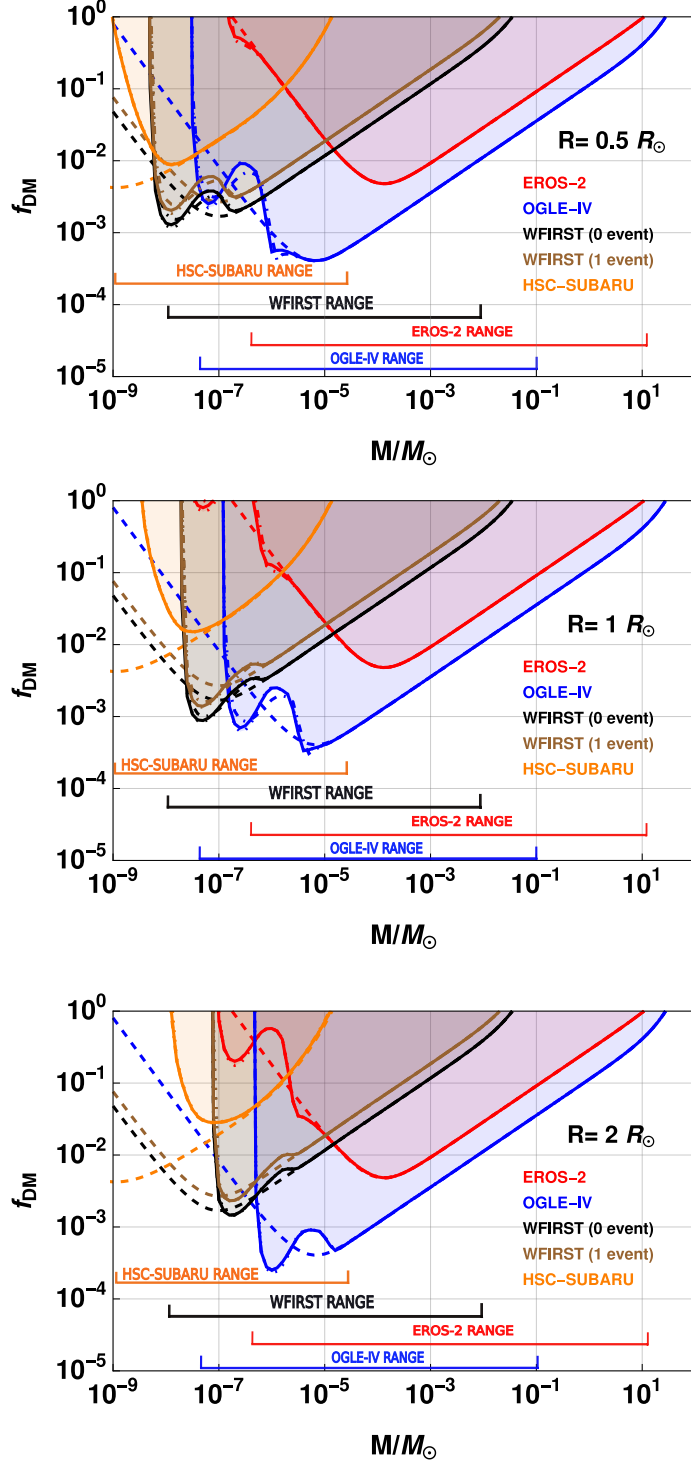 10^0
10^-1
10^-2
10^-3
10^-4
10^-5
f_DM
R= 0.5 R_⊙
EROS-2
OGLE-IV
WFIRST (0 event)
WFIRST (1 event)
HSC-SUBARU
HSC-SUBARU RANGE
WFIRST RANGE
EROS-2 RANGE
OGLE-IV RANGE
10^-9 10^-7 10^-5 10^-3 10^-1 10^1
M/M_⊙
10^0
10^-1
10^-2
10^-3
10^-4
10^-5
f_DM
R= 1 R_⊙
EROS-2
OGLE-IV
WFIRST (0 event)
WFIRST (1 event)
HSC-SUBARU
HSC-SUBARU RANGE
WFIRST RANGE
EROS-2 RANGE
OGLE-IV RANGE
10^-9 10^-7 10^-5 10^-3 10^-1 10^1
M/M_⊙
10^0
10^-1
10^-2
10^-3
10^-4
10^-5
f_DM
R= 2 R_⊙
EROS-2
OGLE-IV
WFIRST (0 event)
WFIRST (1 event)
HSC-SUBARU
HSC-SUBARU RANGE
WFIRST RANGE
EROS-2 RANGE
OGLE-IV RANGE
10^-9 10^-7 10^-5 10^-3 10^-1 10^1
M/M_⊙